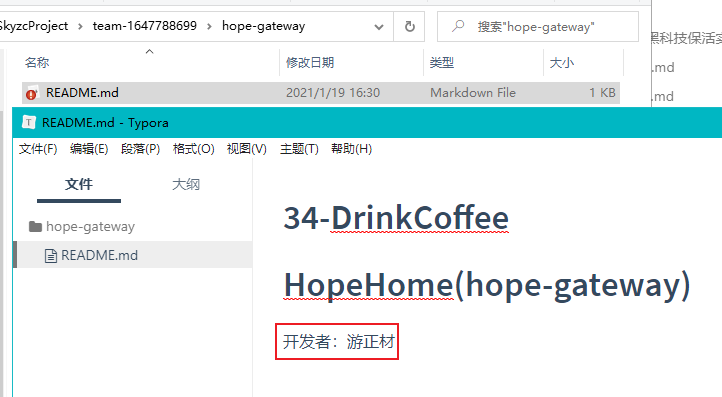 SkyzcProject › team-1647788699 › hope-gateway
搜索"hope-gateway"
名称 修改日期 类型 大小
README.md 2021/1/19 16:30 Markdown File 1 KB
黑科技保活实
.md
.md
README.md - Typora
文件(F) 编辑(E) 段落(P) 格式(O) 视图(V) 主题(T) 帮助(H)
文件 大纲
hope-gateway
README.md
34-DrinkCoffee
HopeHome(hope-gateway)
开发者：游正材